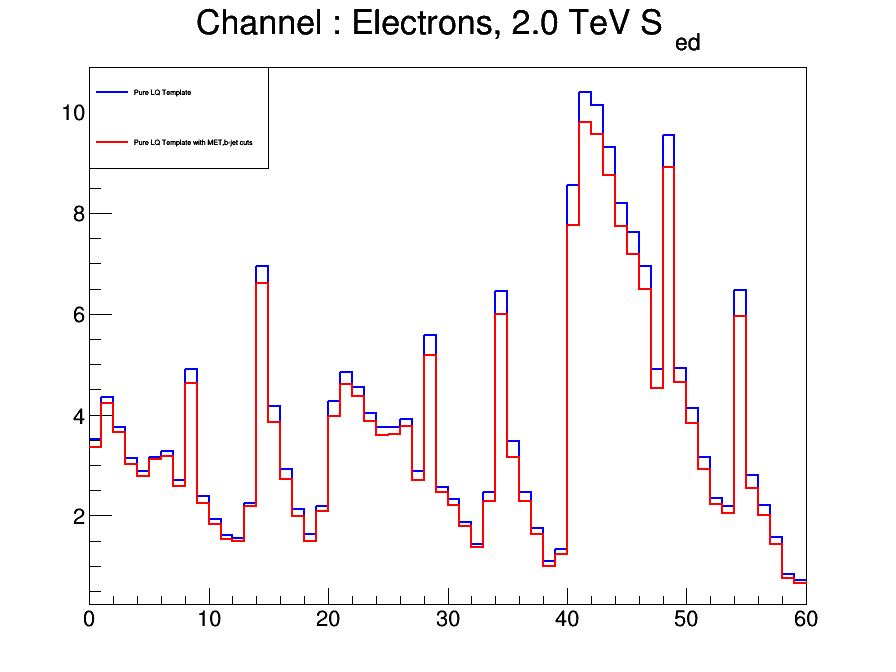 Channel : Electrons, 2.0 TeV S ed
Pure LQ Template
Pure LQ Template with MET,b-jet cuts
10
8
6
4
2
0 10 20 30 40 50 60